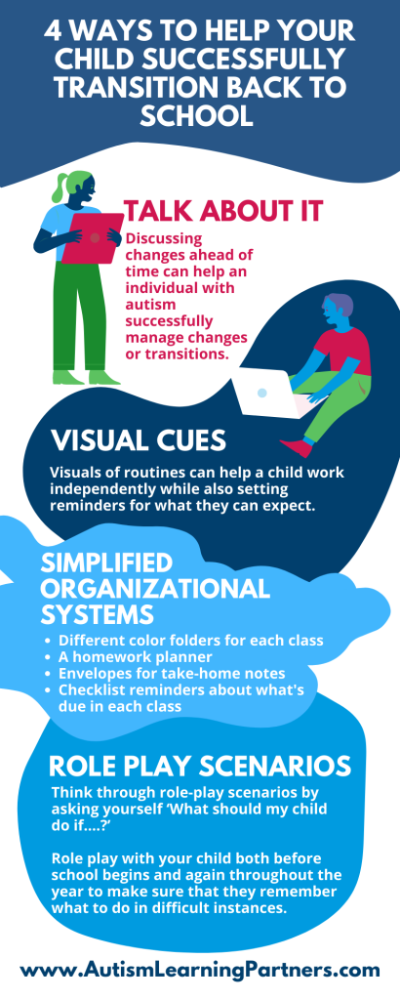 4 WAYS TO HELP YOUR
CHILD SUCCESSFULLY
TRANSITION BACK TO
SCHOOL
TALK ABOUT IT
Discussing
changes ahead of
time can help an
individual with
autism
successfully
manage changes
or transitions.
VISUAL CUES
Visuals of routines can help a child work
independently while also setting
reminders for what they can expect.
SIMPLIFIED
ORGANIZATIONAL
SYSTEMS
• Different color folders for each class
• A homework planner
• Envelopes for take-home notes
• Checklist reminders about what's
due in each class
ROLE PLAY SCENARIOS
Think through role-play scenarios by
asking yourself ‘What should my child
do if....?’
Role play with your child both before
school begins and again throughout the
year to make sure that they remember
what to do in difficult instances.
www.AutismLearningPartners.com